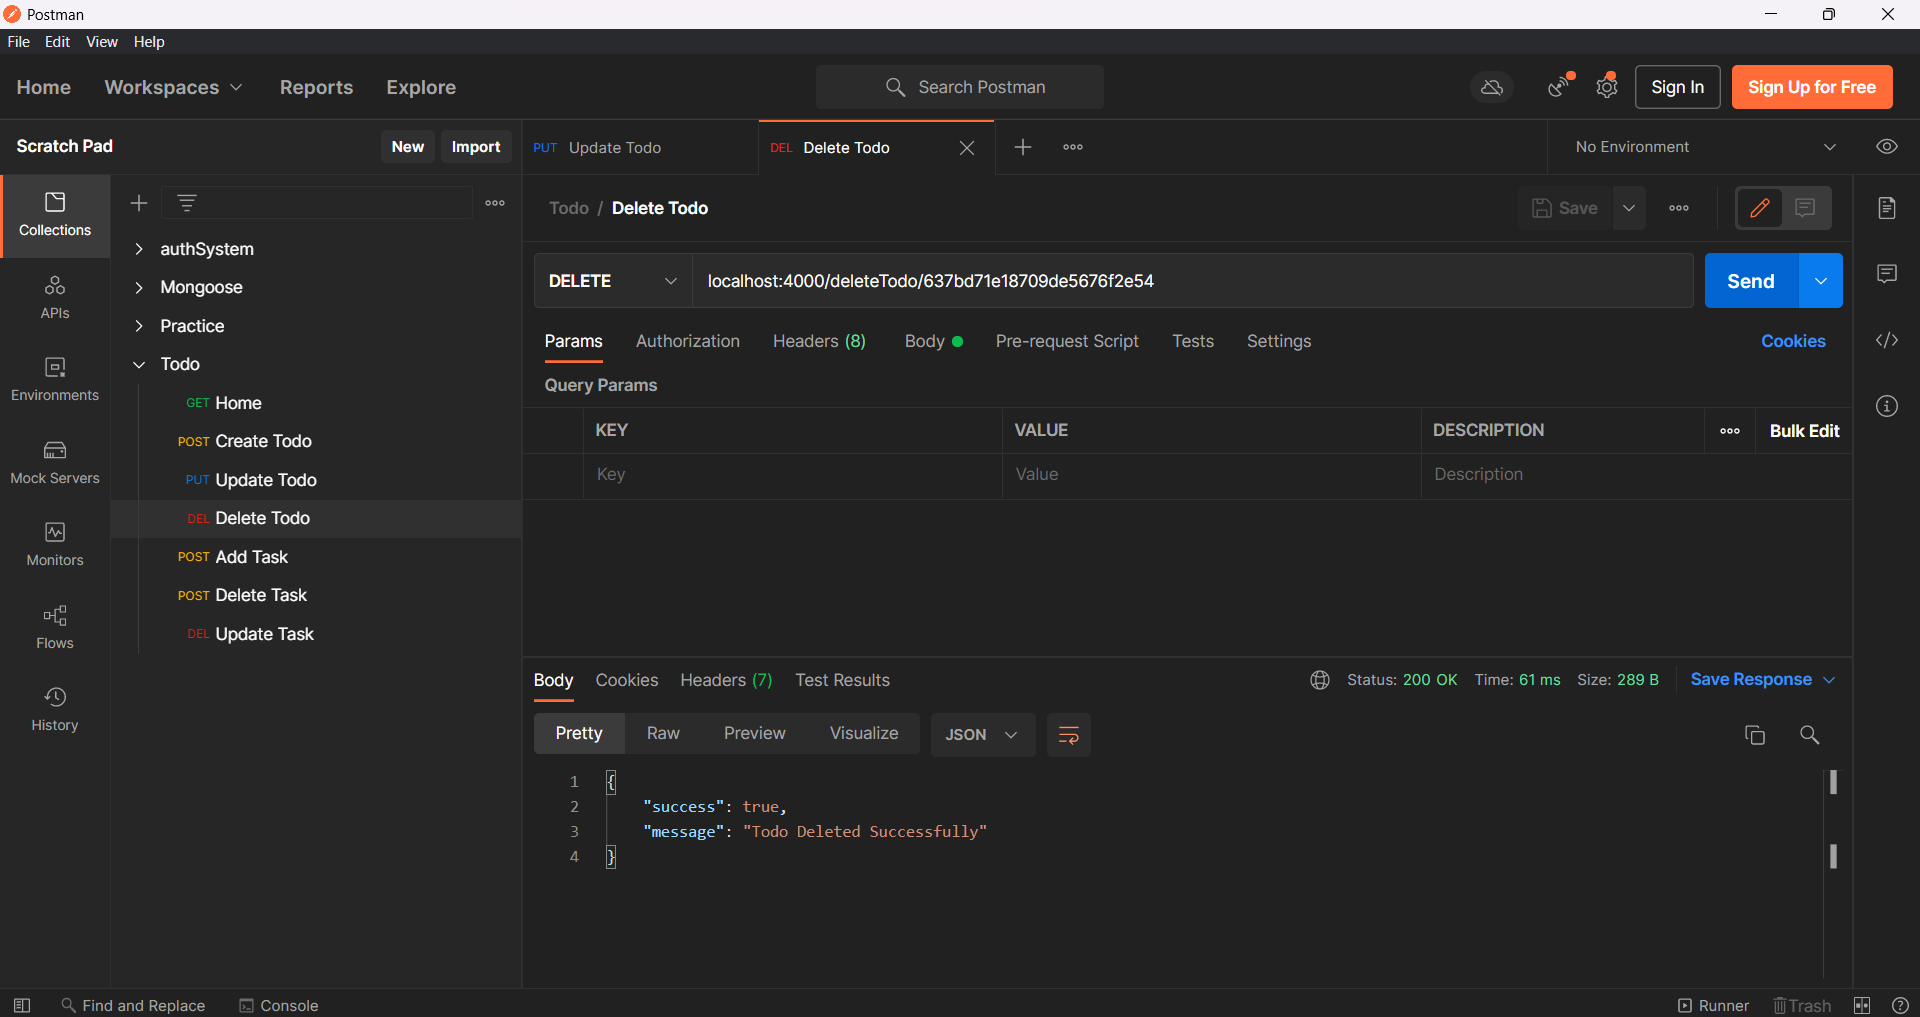 Postman
File Edit View Help
Home Workspaces Reports Explore Search Postman Sign In Sign Up for Free
Scratch Pad New Import PUT Update Todo DEL Delete Todo No Environment
Todo / Delete Todo Save
Collections
APIs
Environments
Mock Servers
Monitors
Flows
History
authSystem
Mongoose
Practice
Todo
GET Home
POST Create Todo
PUT Update Todo
DEL Delete Todo
POST Add Task
POST Delete Task
DEL Update Task
DELETE localhost:4000/deleteTodo/637bd71e18709de5676f2e54 Send
Params Authorization Headers (8) Body Pre-request Script Tests Settings Cookies
Query Params
KEY VALUE DESCRIPTION Bulk Edit
Key Value Description
Body Cookies Headers (7) Test Results Status: 200 OK Time: 61 ms Size: 289 B Save Response
Pretty Raw Preview Visualize JSON
1 {
2 "success": true,
3 "message": "Todo Deleted Successfully"
4 }
Find and Replace Console Runner Trash